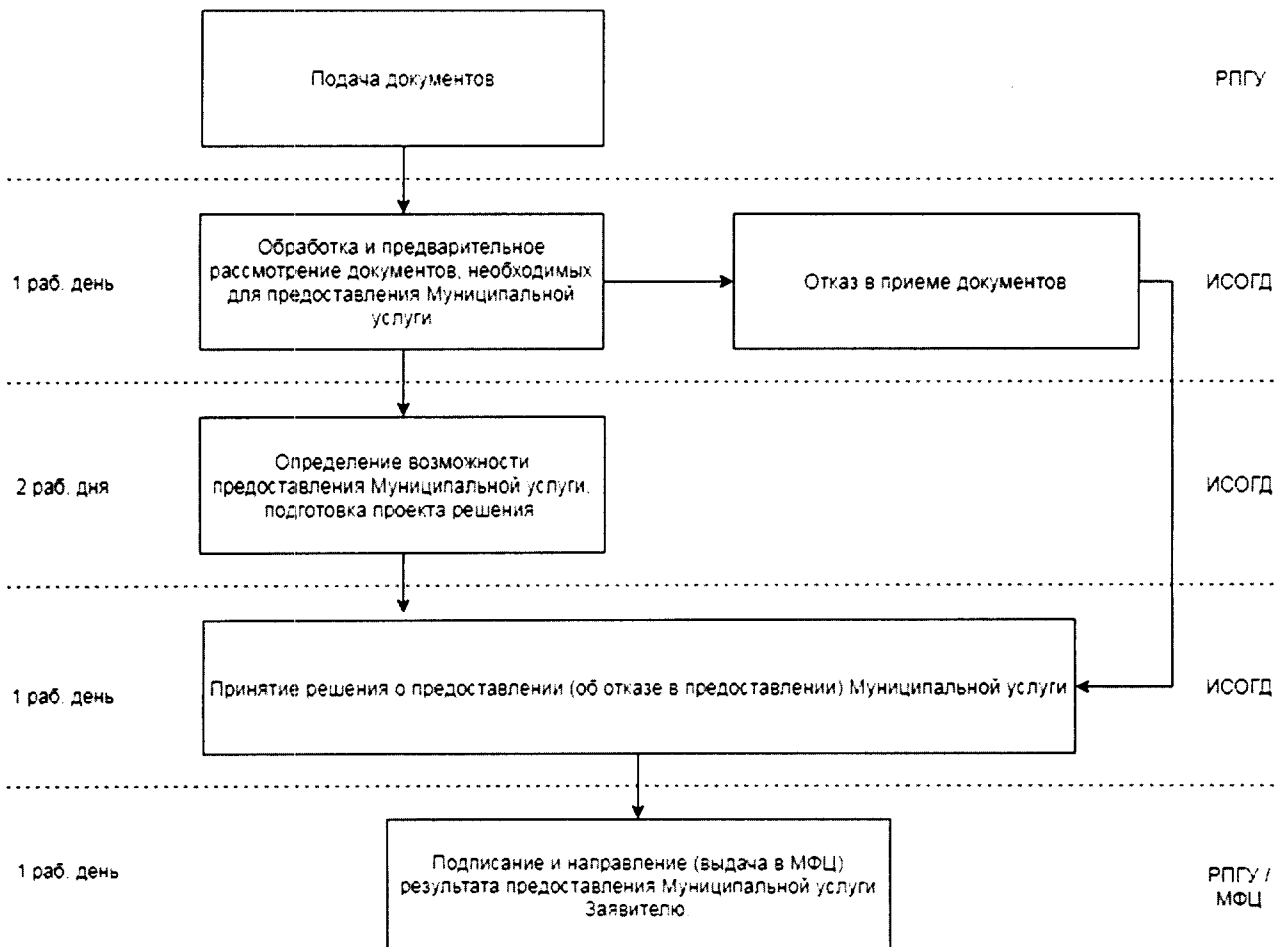 Подача документов
РПГУ
1 раб. день
Обработка и предварительное
рассмотрение документов, необходимых
для предоставления Муниципальной
услуги
Отказ в приеме документов
ИСОГД
2 раб. дня
Определение возможности
предоставления Муниципальной услуги,
подготовка проекта решения
ИСОГД
1 раб. день
Принятие решения о предоставлении (об отказе в предоставлении) Муниципальной услуги
ИСОГД
1 раб. день
Подписание и направление (выдача в МФЦ)
результата предоставления Муниципальной услуги
Заявителю
РПГУ /
МФЦ